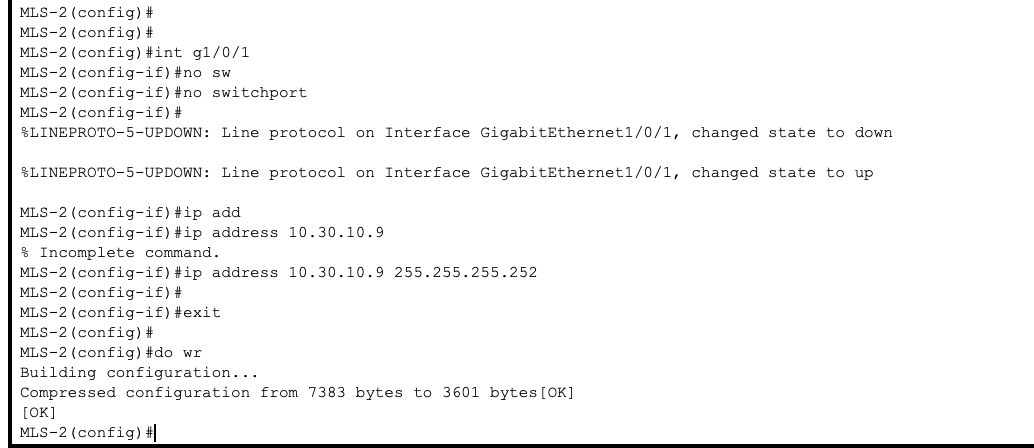 MLS-2(config)#
MLS-2(config)#
MLS-2(config)#int g1/0/1
MLS-2(config-if)#no sw
MLS-2(config-if)#no switchport
MLS-2(config-if)#
%LINEPROTO-5-UPDOWN: Line protocol on Interface GigabitEthernet1/0/1, changed state to down
%LINEPROTO-5-UPDOWN: Line protocol on Interface GigabitEthernet1/0/1, changed state to up
MLS-2(config-if)#ip add
MLS-2(config-if)#ip address 10.30.10.9
% Incomplete command.
MLS-2(config-if)#ip address 10.30.10.9 255.255.255.252
MLS-2(config-if)#
MLS-2(config-if)#exit
MLS-2(config)#
MLS-2(config)#do wr
Building configuration...
Compressed configuration from 7383 bytes to 3601 bytes[OK]
[OK]
MLS-2(config)#